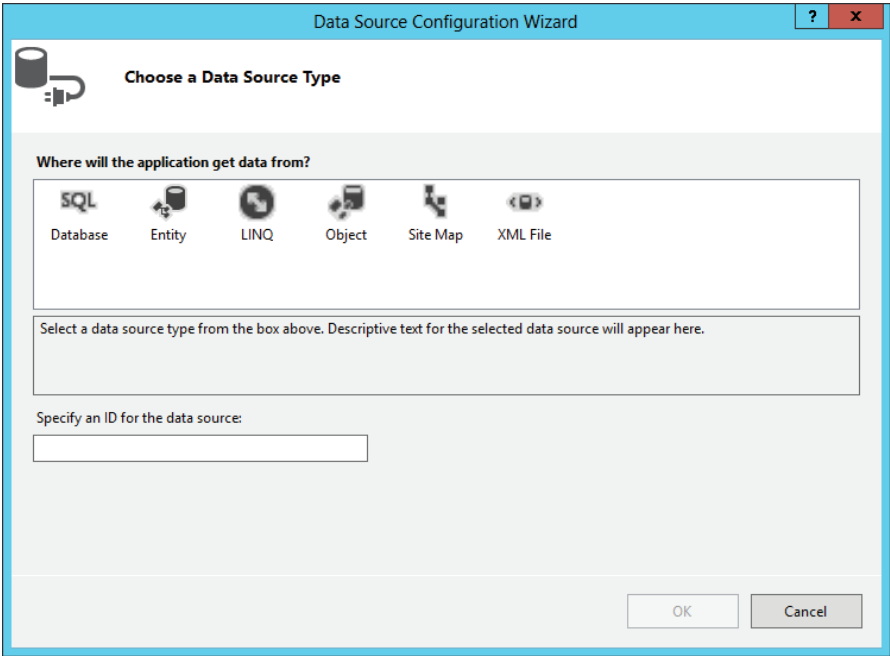 Data Source Configuration Wizard
? x
Choose a Data Source Type
Where will the application get data from?
SQL
Database Entity LINQ Object Site Map XML File
Select a data source type from the box above. Descriptive text for the selected data source will appear here.
Specify an ID for the data source:
OK Cancel